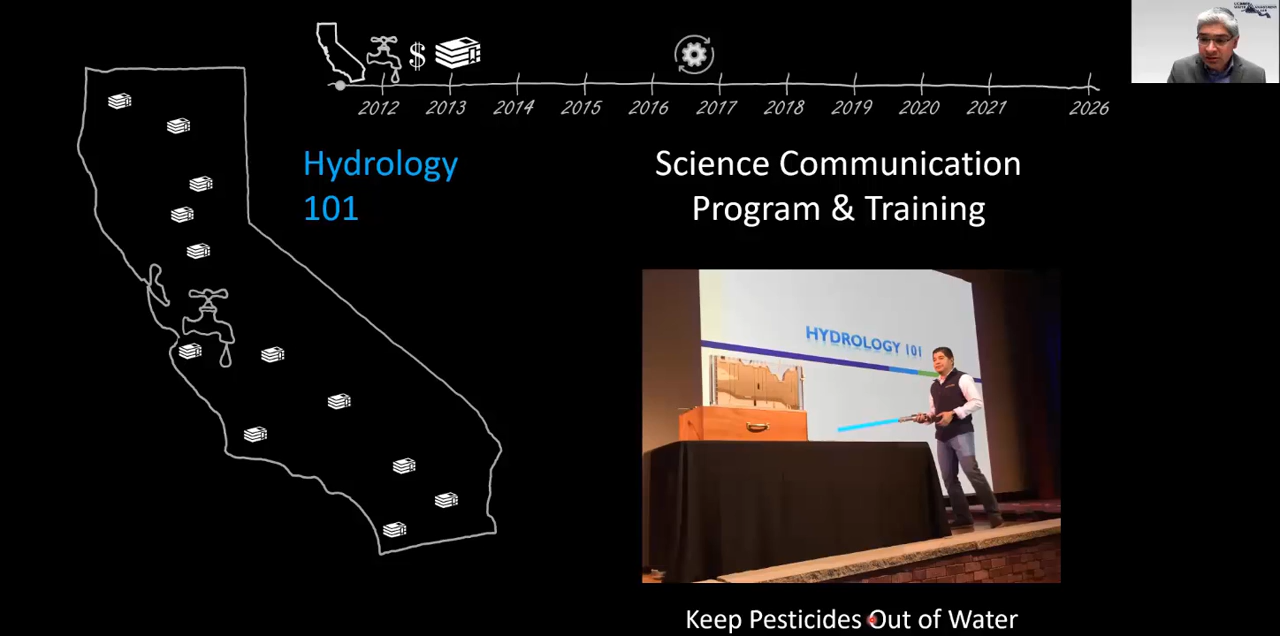 $
2012 2013 2014 2015 2016 2017 2018 2019 2020 2021 2026
Hydrology
101
Science Communication
Program & Training
HYDROLOGY 101
Keep Pesticides Out of Water